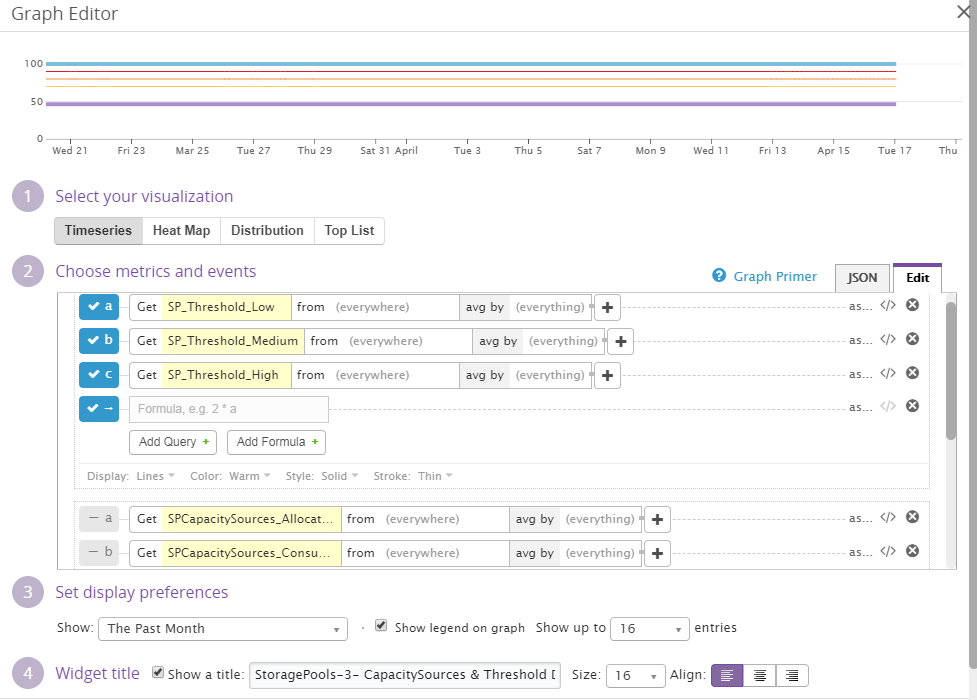 Graph Editor
100
50
0
Wed 21 Fri 23 Mar 25 Tue 27 Thu 29 Sat 31 April Tue 3 Thu 5 Sat 7 Mon 9 Wed 11 Fri 13 Apr 15 Tue 17 Thu
1 Select your visualization
Timeseries Heat Map Distribution Top List
2 Choose metrics and events
? Graph Primer JSON Edit
a Get SP_Threshold_Low from (everywhere) avg by (everything) + as... </>
b Get SP_Threshold_Medium from (everywhere) avg by (everything) + as... </>
c Get SP_Threshold_High from (everywhere) avg by (everything) + as... </>
→ Formula, e.g. 2 * a as... </>
Add Query + Add Formula +
Display: Lines Color: Warm Style: Solid Stroke: Thin
a Get SPCapacitySources_Allocat... from (everywhere) avg by (everything) + as... </>
b Get SPCapacitySources_Consu... from (everywhere) avg by (everything) + as... </>
3 Set display preferences
Show: The Past Month - Show legend on graph Show up to 16 entries
4 Widget title Show a title: StoragePools-3- CapacitySources & Threshold Size: 16 Align: